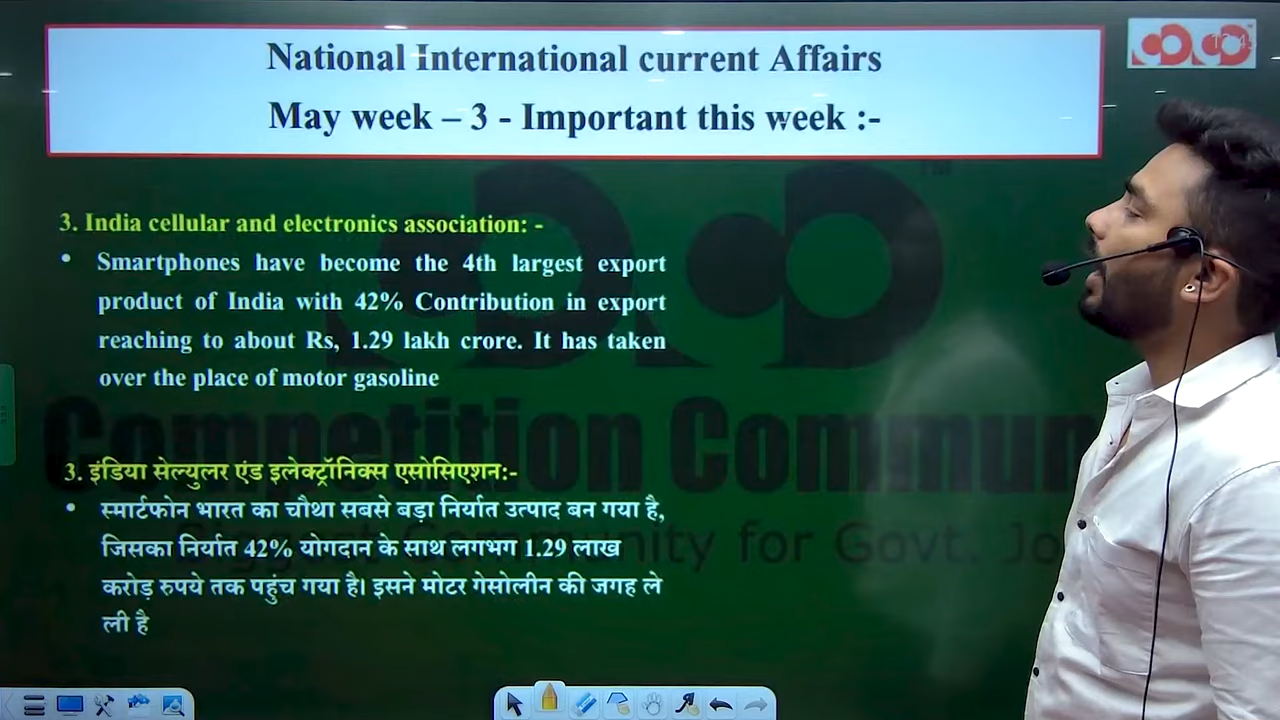 National International current Affairs
May week – 3 - Important this week :-
3. India cellular and electronics association: -
• Smartphones have become the 4th largest export
product of India with 42% Contribution in export
reaching to about Rs, 1.29 lakh crore. It has taken
over the place of motor gasoline
Competition Commun
3. इंडिया सेल्युलर एंड इलेक्ट्रॉनिक्स एसोसिएशन:-
• स्मार्टफोन भारत का चौथा सबसे बड़ा निर्यात उत्पाद बन गया है,
जिसका निर्यात 42% योगदान के साथ लगभग 1.29 लाख
करोड़ रुपये तक पहुंच गया है। इसने मोटर गेसोलीन की जगह ले
ली है
for Govt. Jo